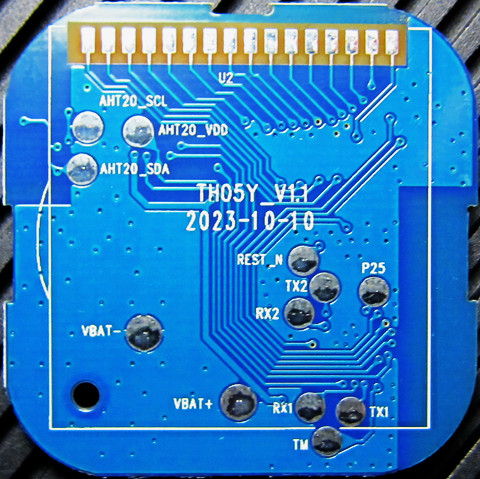 U2
AHT20_SCL
AHT20_VDD
AHT20_SDA
TH05Y_V1.1
2023-10-10
REST_N
P25
TX2
RX2
VBAT-
VBAT+
RX1
TX1
TM